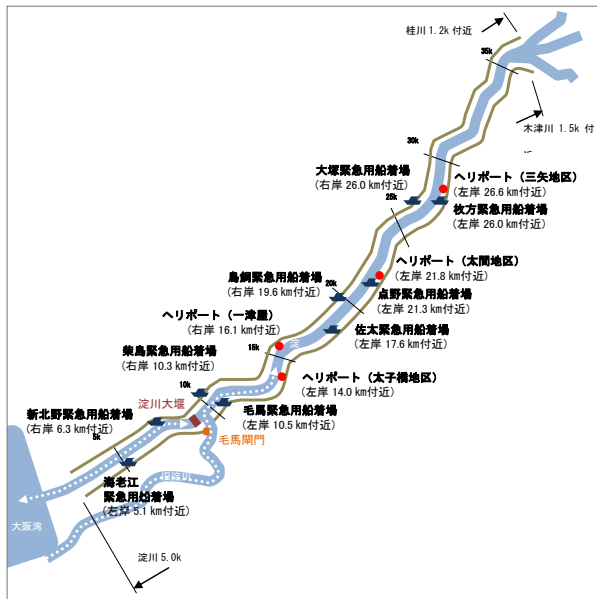 桂川 1.2k 付近
35k
木津川 1.5k 付
30k
大塚緊急用船着場
（右岸 26.0 km付近）
ヘリポート（三矢地区）
（左岸 26.6 km付近）
25k
枚方緊急用船着場
（左岸 26.0 km付近）
ヘリポート（太間地区）
（左岸 21.8 km付近）
鳥飼緊急用船着場
（右岸 19.6 km付近）
20k
点野緊急用船着場
（左岸 21.3 km付近）
ヘリポート（一津屋）
（右岸 16.1 km付近）
佐太緊急用船着場
（左岸 17.6 km付近）
淀
15k
柴島緊急用船着場
（右岸 10.3 km付近）
ヘリポート（太子橋地区）
（左岸 14.0 km付近）
10k
淀川大堰
毛馬緊急用船着場
（左岸 10.5 km付近）
新北野緊急用船着場
（右岸 6.3 km付近）
毛馬閘門
5k
旧淀川
海老江
緊急用船着場
（左岸 5.1 km付近）
大阪湾
淀川 5.0k